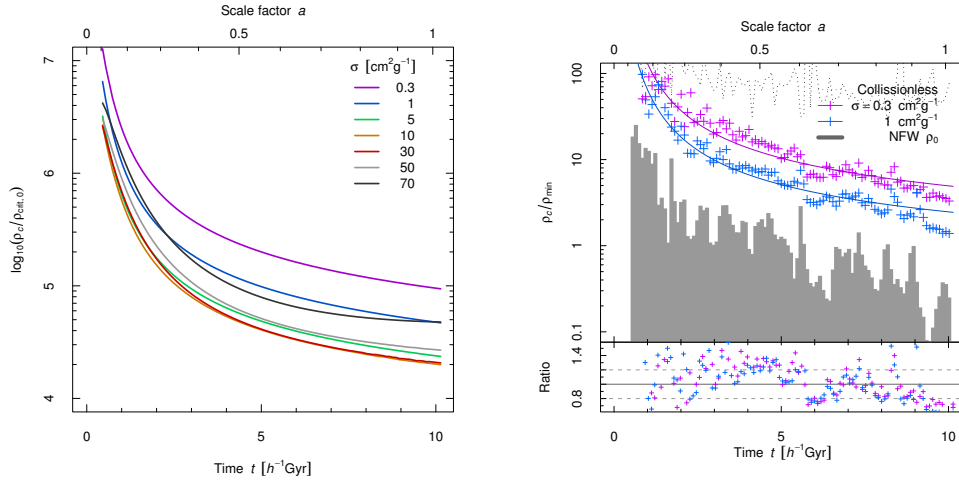 Scale factor a
0 0.5 1
log10(ρc/ρcrit,0)
7
6
5
4
σ [cm²g⁻¹]
0.3
1
5
10
30
50
70
0 5 10
Time t [h⁻¹Gyr]
Scale factor a
0 0.5 1
ρc/ρmin
100
10
1
0.1
Collissionless
σ = 0.3 cm²g⁻¹
1 cm²g⁻¹
NFW ρ0
Ratio
1.4
0.8
0 5 10
Time t [h⁻¹Gyr]